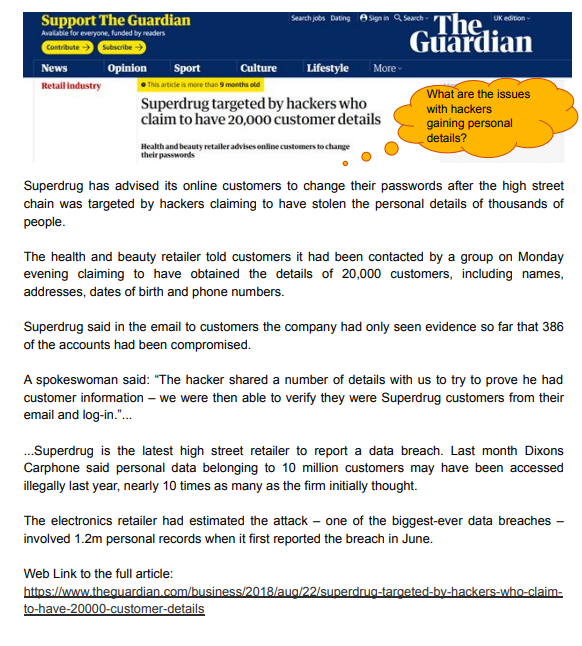 Support The Guardian
Available for everyone, funded by readers
Contribute → Subscribe →
Search jobs Dating Sign in Search UK edition
The Guardian
News Opinion Sport Culture Lifestyle More
Retail industry
This article is more than 9 months old
Superdrug targeted by hackers who
claim to have 20,000 customer details
Health and beauty retailer advises online customers to change
their passwords
What are the issues
with hackers
gaining personal
details?
Superdrug has advised its online customers to change their passwords after the high street
chain was targeted by hackers claiming to have stolen the personal details of thousands of
people.
The health and beauty retailer told customers it had been contacted by a group on Monday
evening claiming to have obtained the details of 20,000 customers, including names,
addresses, dates of birth and phone numbers.
Superdrug said in the email to customers the company had only seen evidence so far that 386
of the accounts had been compromised.
A spokeswoman said: “The hacker shared a number of details with us to try to prove he had
customer information – we were then able to verify they were Superdrug customers from their
email and log-in.”...
...Superdrug is the latest high street retailer to report a data breach. Last month Dixons
Carphone said personal data belonging to 10 million customers may have been accessed
illegally last year, nearly 10 times as many as the firm initially thought.
The electronics retailer had estimated the attack – one of the biggest-ever data breaches –
involved 1.2m personal records when it first reported the breach in June.
Web Link to the full article:
https://www.theguardian.com/business/2018/aug/22/superdrug-targeted-by-hackers-who-claim-
to-have-20000-customer-details